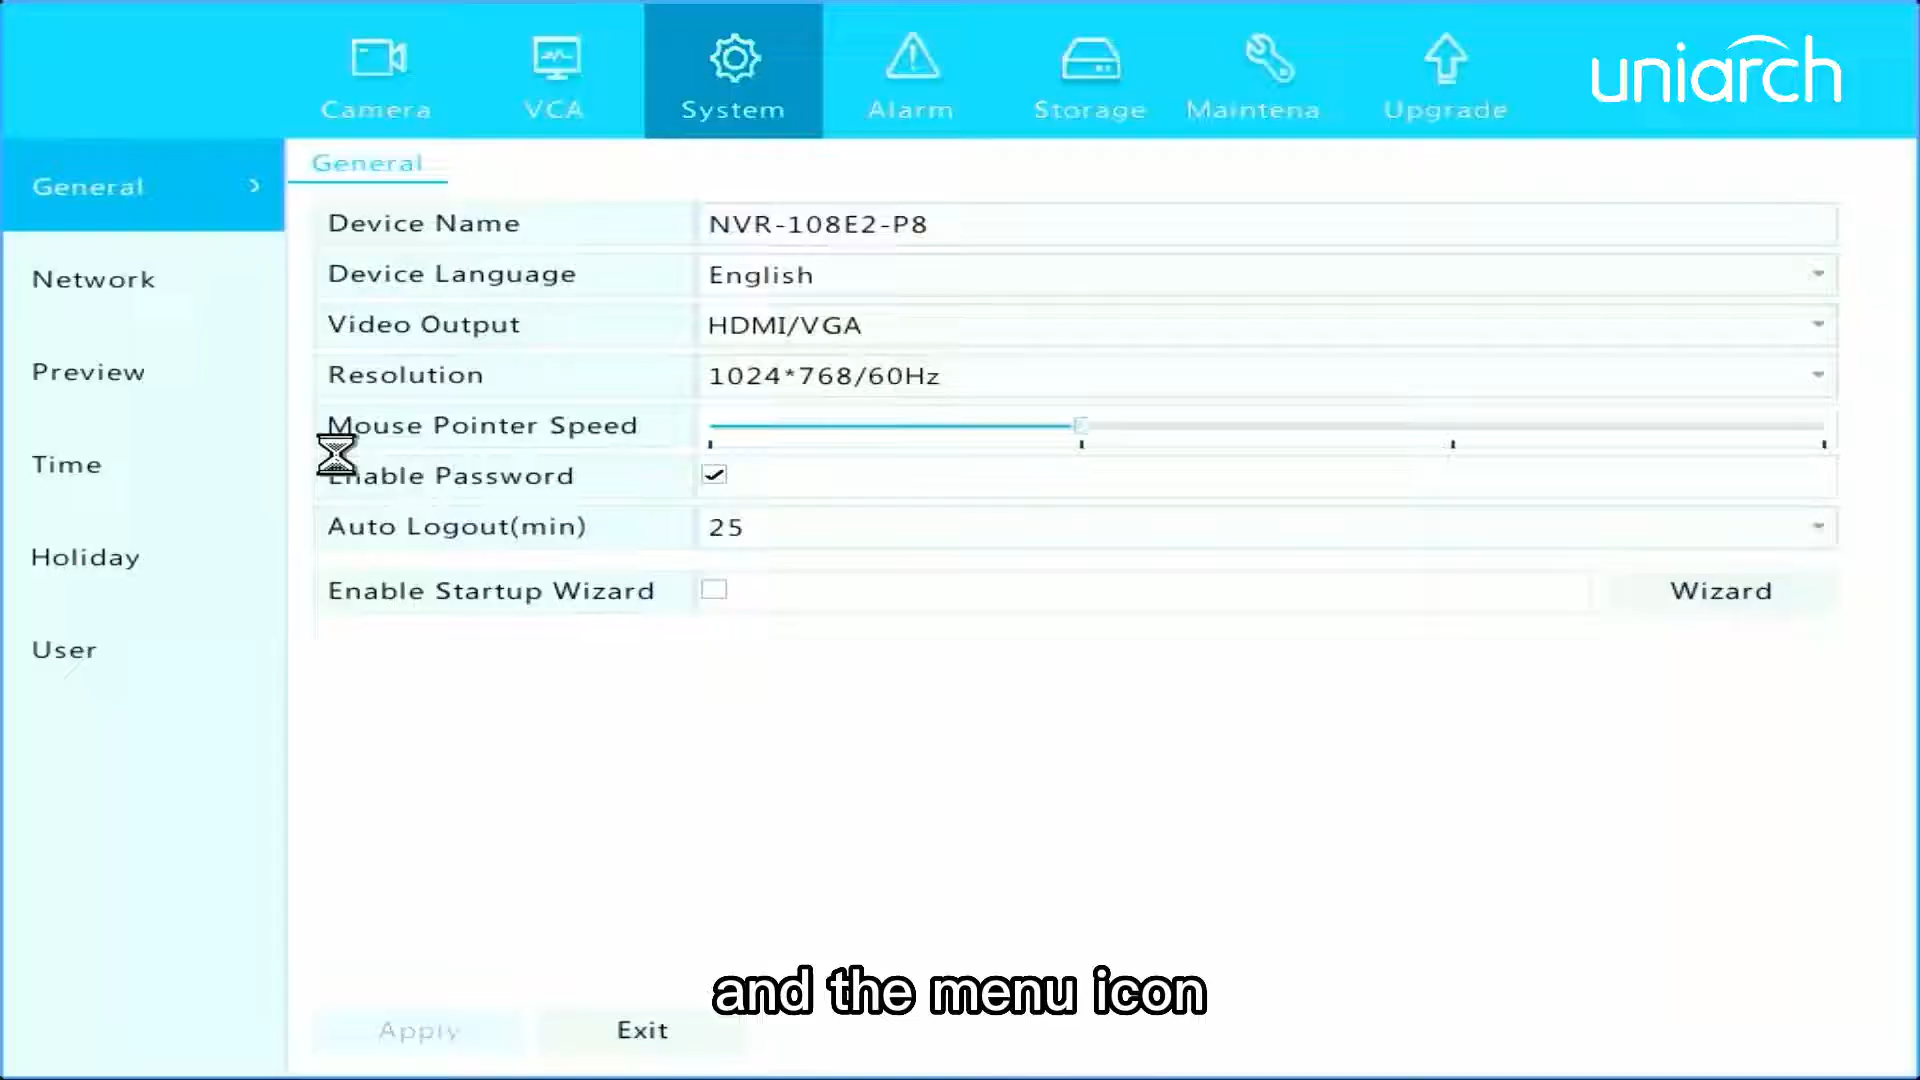 Camera
VCA
System
Alarm
Storage
Maintena
Upgrade
uniarch
General
General
Network
Preview
Time
Holiday
User
Device Name NVR-108E2-P8
Device Language English
Video Output HDMI/VGA
Resolution 1024*768/60Hz
Mouse Pointer Speed
Enable Password
Auto Logout(min) 25
Enable Startup Wizard Wizard
and the menu icon
Apply Exit